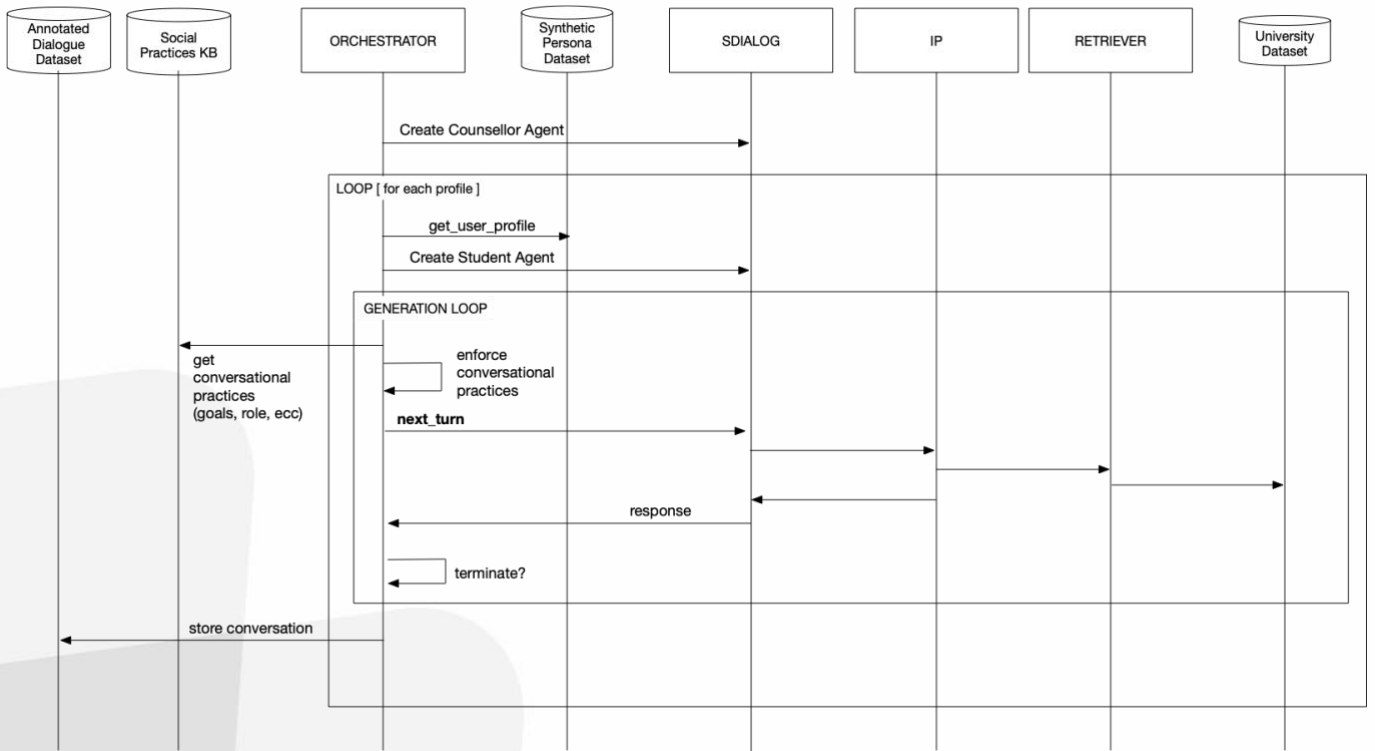 Annotated
Dialogue
Dataset
Social
Practices KB
ORCHESTRATOR
Synthetic
Persona
Dataset
SDIALOG
IP
RETRIEVER
University
Dataset
Create Counsellor Agent
LOOP [ for each profile ]
get_user_profile
Create Student Agent
GENERATION LOOP
get
conversational
practices
(goals, role, ecc)
enforce
conversational
practices
next_turn
response
terminate?
store conversation